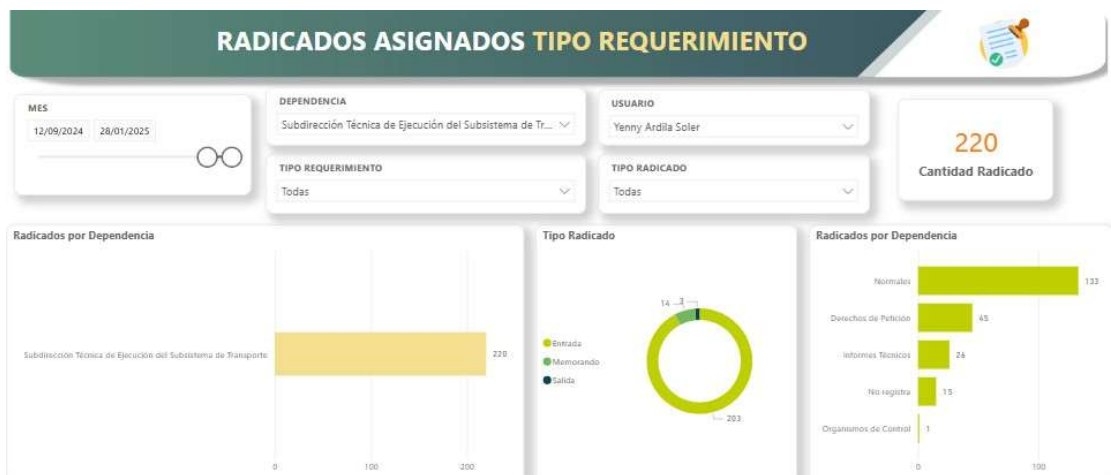 RADICADOS ASIGNADOS TIPO REQUERIMIENTO
MES
12/09/2024 28/01/2025
DEPENDENCIA
Subdirección Técnica de Ejecución del Subsistema de Tr...
USUARIO
Yenny Ardila Soler
TIPO REQUERIMIENTO
Todas
TIPO RADICADO
Todas
220
Cantidad Radicado
Radicados por Dependencia
Subdirección Técnica de Ejecución del Subsistema de Transporte
220
0 100 200
Tipo Radicado
Entrada
Memorando
Salida
14
3
203
Radicados por Dependencia
Normales 133
Derechos de Petición 45
Informes Técnicos 26
No registra 15
Organismos de Control 1
0 100